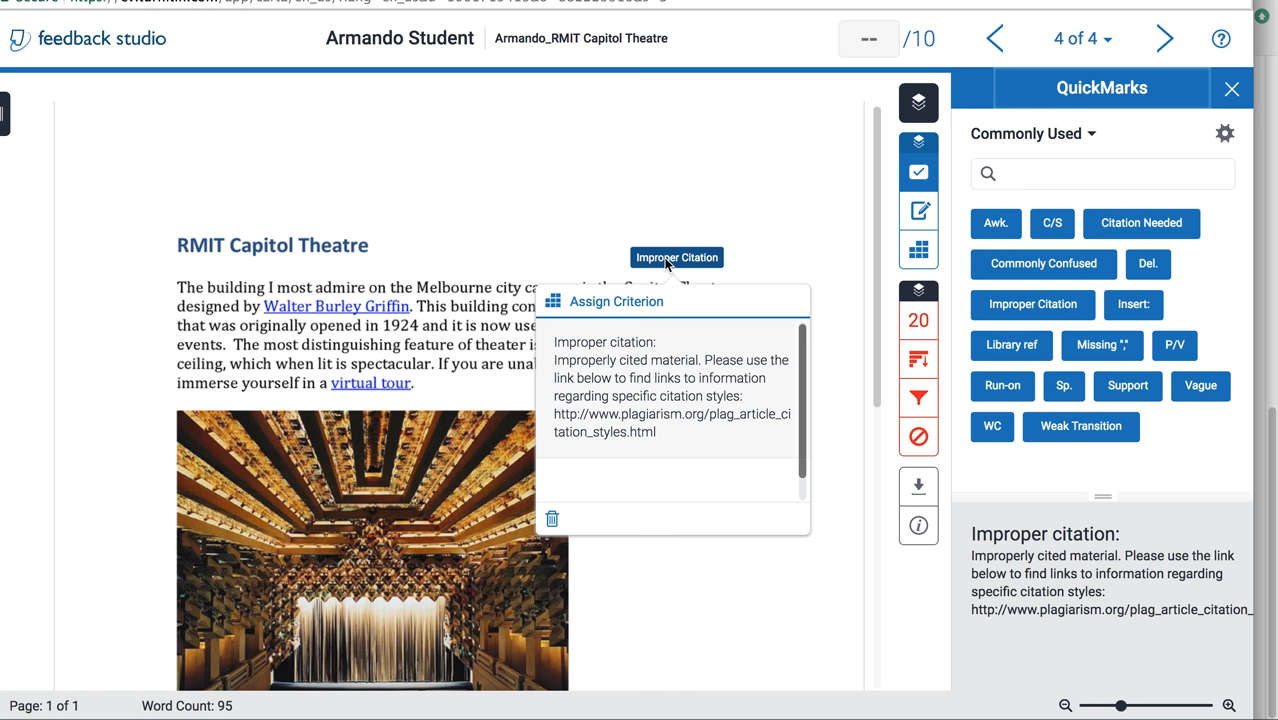 feedback studio
Armando Student
Armando_RMIT Capitol Theatre
-- /10
4 of 4
QuickMarks
Commonly Used
Awk.
C/S
Citation Needed
Commonly Confused
Del.
Improper Citation
Insert:
Library ref
Missing ","
P/V
Run-on
Sp.
Support
Vague
WC
Weak Transition
Improper citation:
Improperly cited material. Please use the link
below to find links to information regarding
specific citation styles:
http://www.plagiarism.org/plag_article_citation_
20
RMIT Capitol Theatre
Improper Citation
The building I most admire on the Melbourne city
designed by Walter Burley Griffin. This building
that was originally opened in 1924 and it is now use
events.  The most distinguishing feature of theater is
ceiling, which when lit is spectacular. If you are
immerse yourself in a virtual tour.
Assign Criterion
Improper citation:
Improperly cited material. Please use the
link below to find links to information
regarding specific citation styles:
http://www.plagiarism.org/plag_article_ci
tation_styles.html
Page: 1 of 1
Word Count: 95